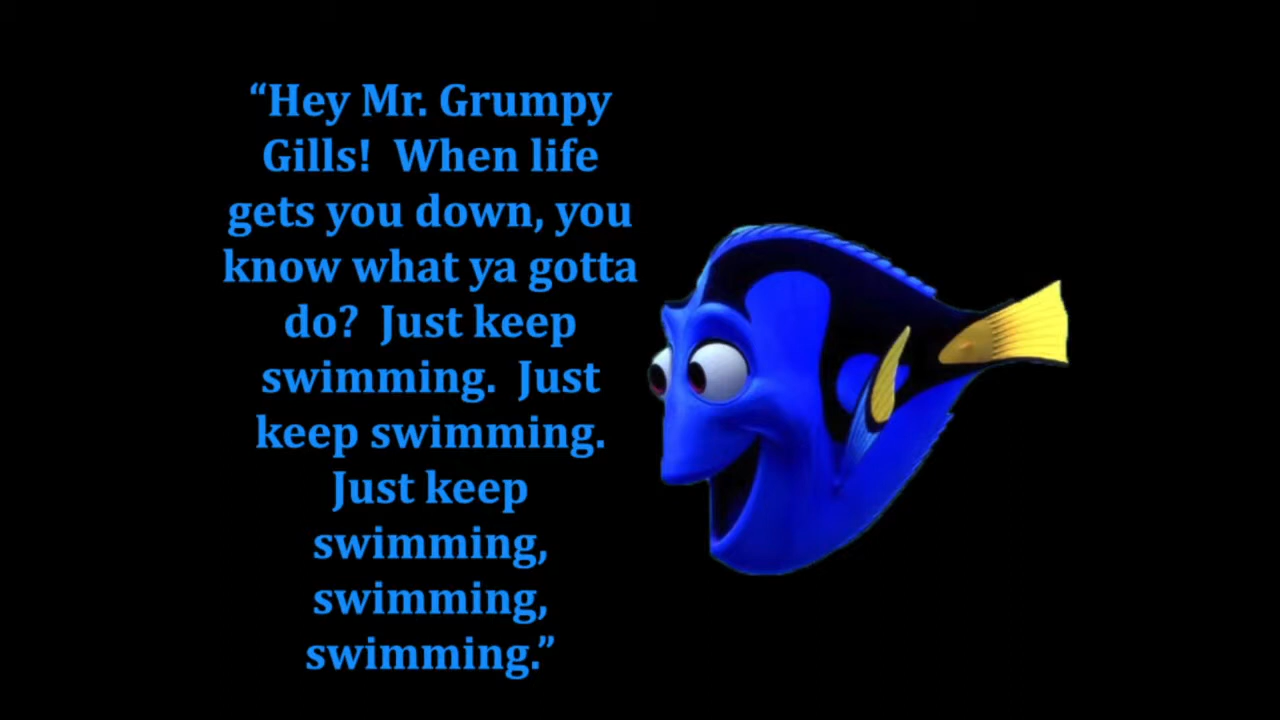 “Hey Mr. Grumpy
Gills!  When life
gets you down, you
know what ya gotta
do?  Just keep
swimming.  Just
keep swimming.
Just keep
swimming,
swimming,
swimming.”